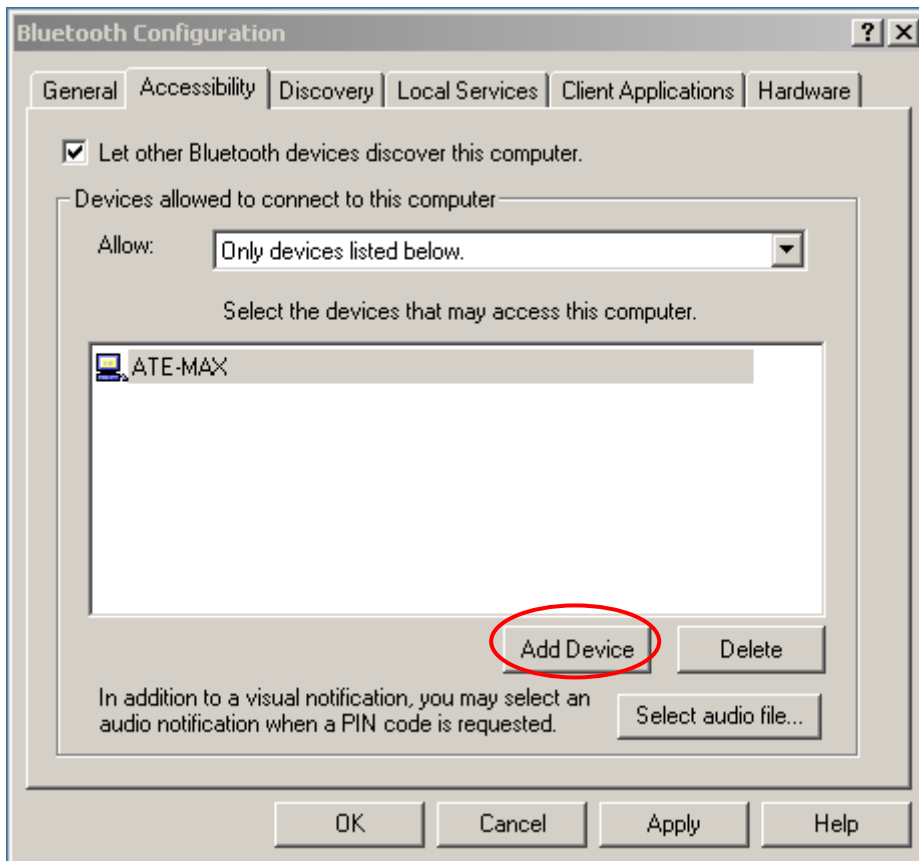 Bluetooth Configuration
General Accessibility Discovery Local Services Client Applications Hardware
Let other Bluetooth devices discover this computer.
Devices allowed to connect to this computer
Allow: Only devices listed below.
Select the devices that may access this computer.
ATE-MAX
Add Device Delete
In addition to a visual notification, you may select an
audio notification when a PIN code is requested.
Select audio file...
OK Cancel Apply Help